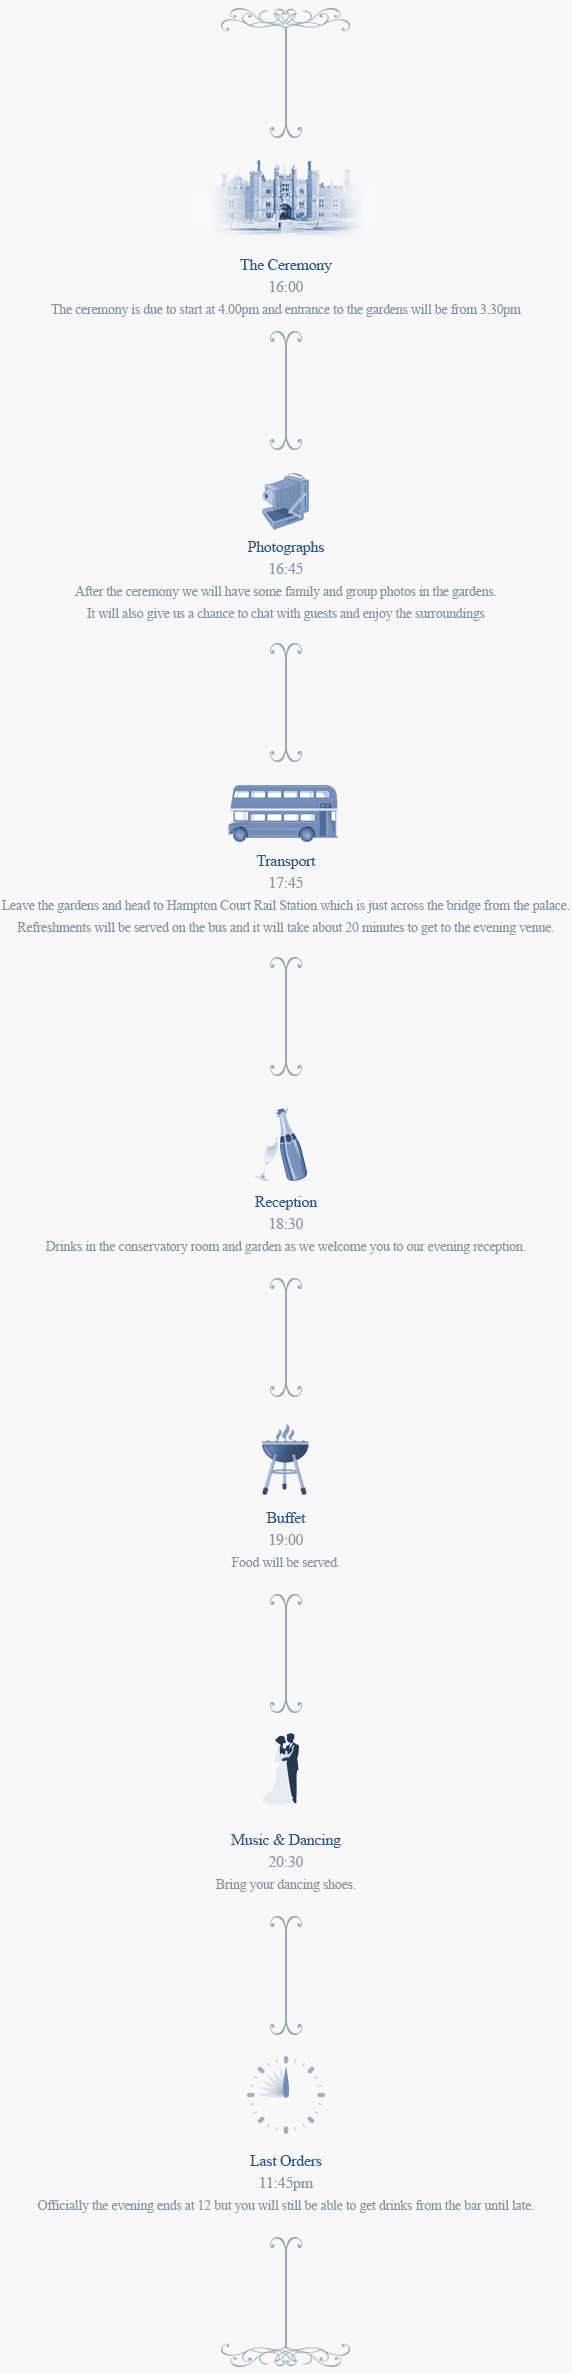 The Ceremony
16:00
The ceremony is due to start at 4.00pm and entrance to the gardens will be from 3.30pm
Photographs
16:45
After the ceremony we will have some family and group photos in the gardens.
It will also give us a chance to chat with guests and enjoy the surroundings
Transport
17:45
Leave the gardens and head to Hampton Court Rail Station which is just across the bridge from the palace.
Refreshments will be served on the bus and it will take about 20 minutes to get to the evening venue.
Reception
18:30
Drinks in the conservatory room and garden as we welcome you to our evening reception.
Buffet
19:00
Food will be served.
Music & Dancing
20:30
Bring your dancing shoes.
Last Orders
11:45pm
Officially the evening ends at 12 but you will still be able to get drinks from the bar until late.